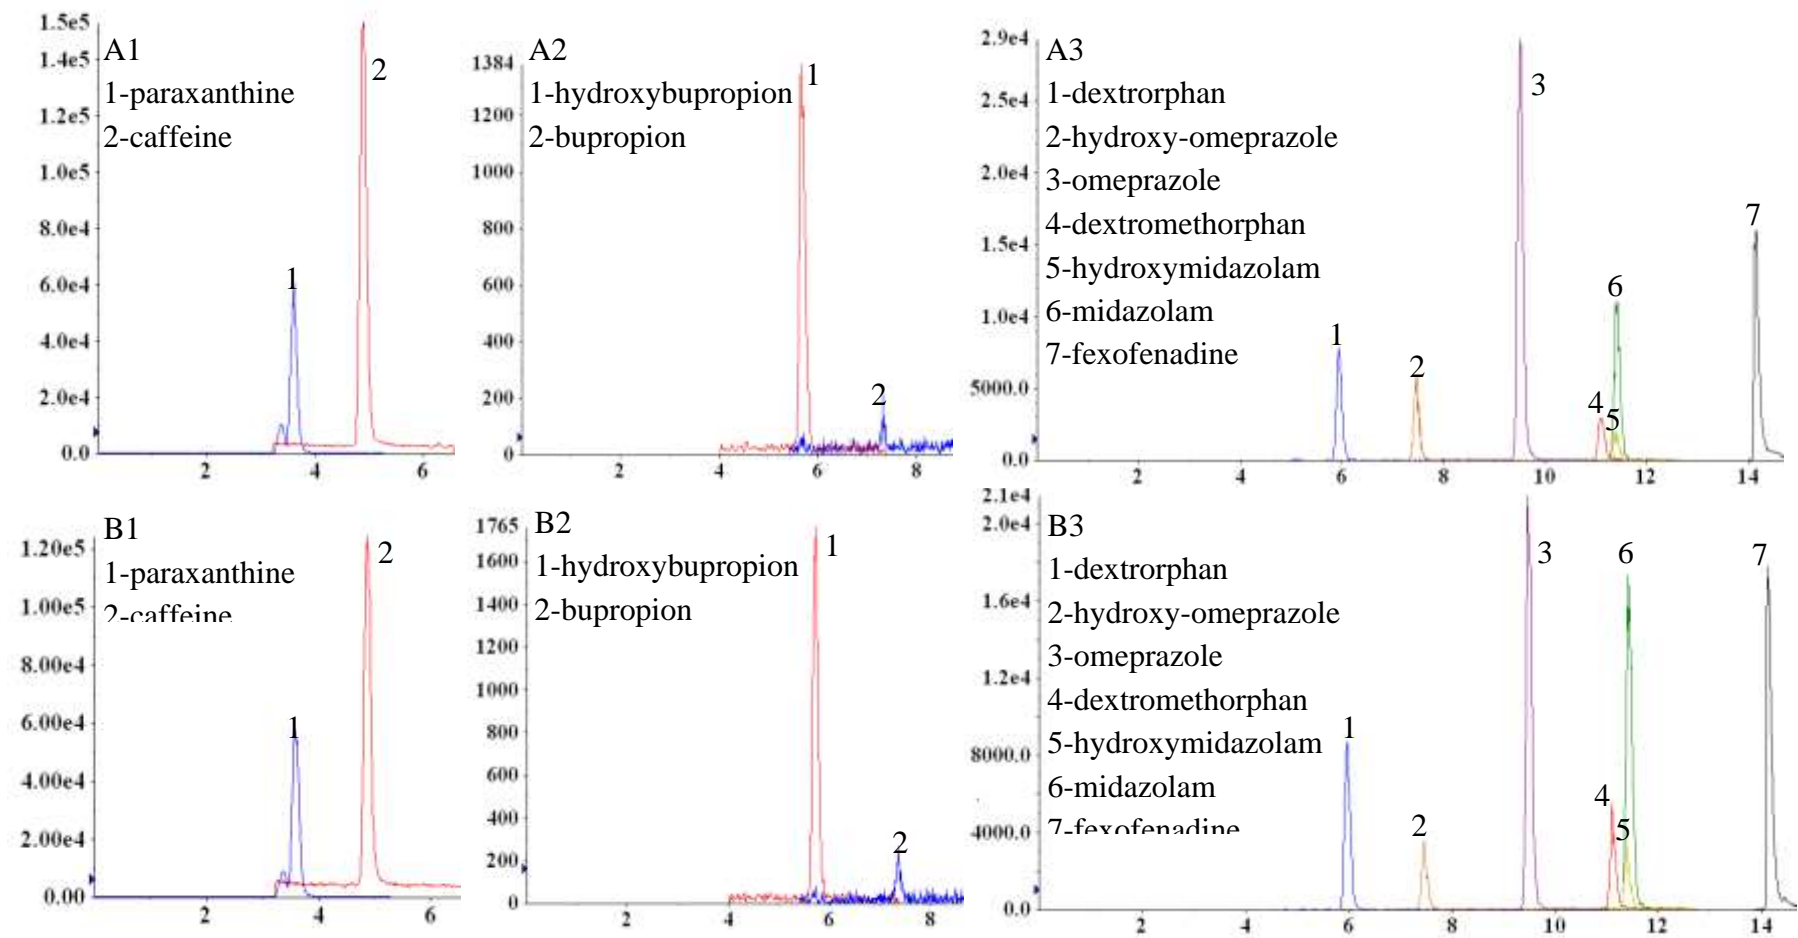 A1
1-paraxanthine
2-caffeine
1.5e5
1.4e5
1.2e5
1.0e5
8.0e4
6.0e4
4.0e4
2.0e4
0.0
1
2
2 4 6
A2
1-hydroxybupropion
2-bupropion
1384
1200
1000
800
600
400
200
0
1
2
2 4 6 8
A3
1-dextrorphan
2-hydroxy-omeprazole
3-omeprazole
4-dextromethorphan
5-hydroxymidazolam
6-midazolam
7-fexofenadine
2.9e4
2.5e4
2.0e4
1.5e4
1.0e4
5000.0
0.0
1
2
3
4
5
6
7
2 4 6 8 10 12 14
B1
1-paraxanthine
2-caffeine
1.20e5
1.00e5
8.00e4
6.00e4
4.00e4
2.00e4
0.00
1
2
2 4 6
B2
1-hydroxybupropion
2-bupropion
1765
1600
1400
1200
1000
800
600
400
200
0
1
2
2 4 6 8
B3
1-dextrorphan
2-hydroxy-omeprazole
3-omeprazole
4-dextromethorphan
5-hydroxymidazolam
6-midazolam
7-fexofenadine
2.1e4
2.0e4
1.6e4
1.2e4
8000.0
4000.0
0.0
1
2
3
4
5
6
7
2 4 6 8 10 12 14